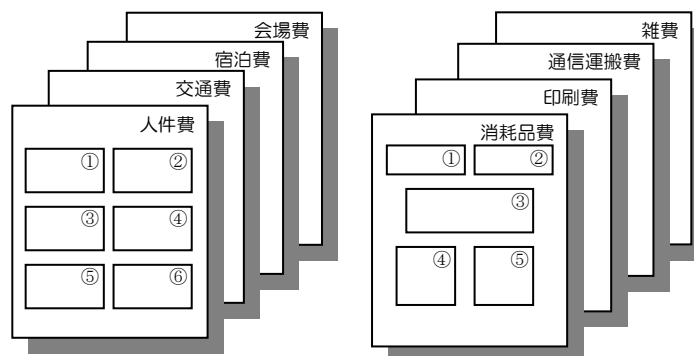 会場費
宿泊費
交通費
人件費
① ②
③ ④
⑤ ⑥
雑費
通信運搬費
印刷費
消耗品費
① ②
③
④ ⑤